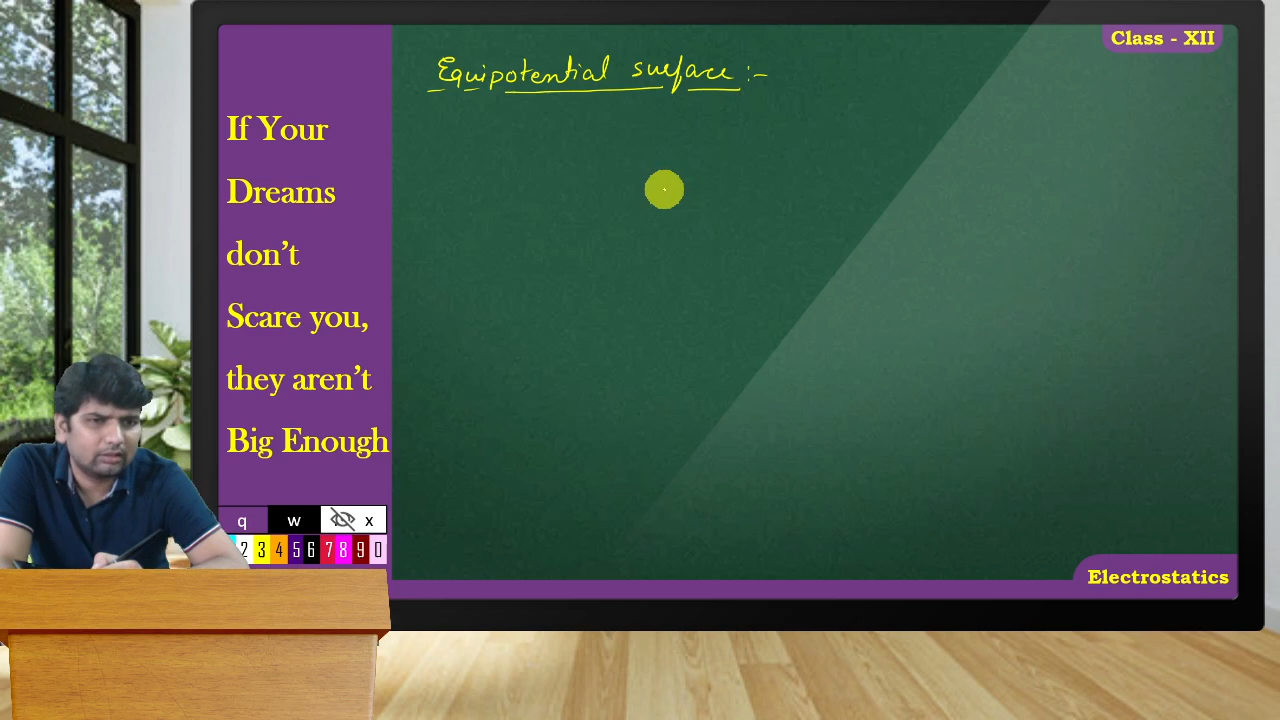 Class - XII
Equipotential surface :-
If Your
Dreams
don't
Scare you,
they aren't
Big Enough
q w x
2 3 4 5 6 7 8 9 0
Electrostatics